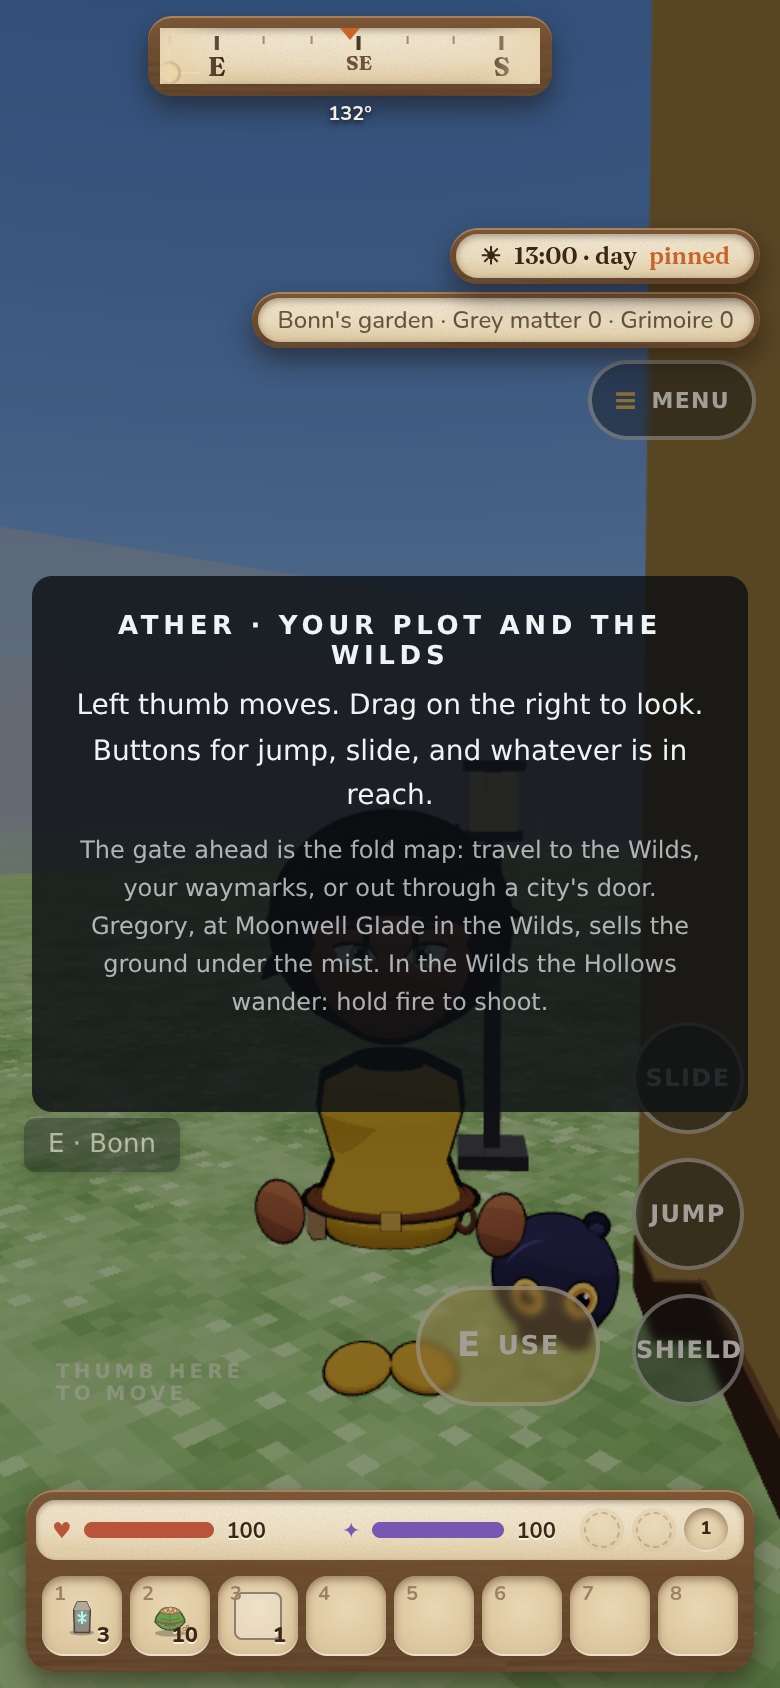 E
SE
S
132°
☀ 13:00 · day pinned
Bonn's garden · Grey matter 0 · Grimoire 0
☰ MENU
ATHER · YOUR PLOT AND THE
WILDS
Left thumb moves. Drag on the right to look.
Buttons for jump, slide, and whatever is in
reach.
The gate ahead is the fold map: travel to the Wilds,
your waymarks, or out through a city's door.
Gregory, at Moonwell Glade in the Wilds, sells the
ground under the mist. In the Wilds the Hollows
wander: hold fire to shoot.
SLIDE
E · Bonn
JUMP
E USE
SHIELD
THUMB HERE
TO MOVE
♥ 100 ✦ 100 1
1 2 3 4 5 6 7 8
3 10 1